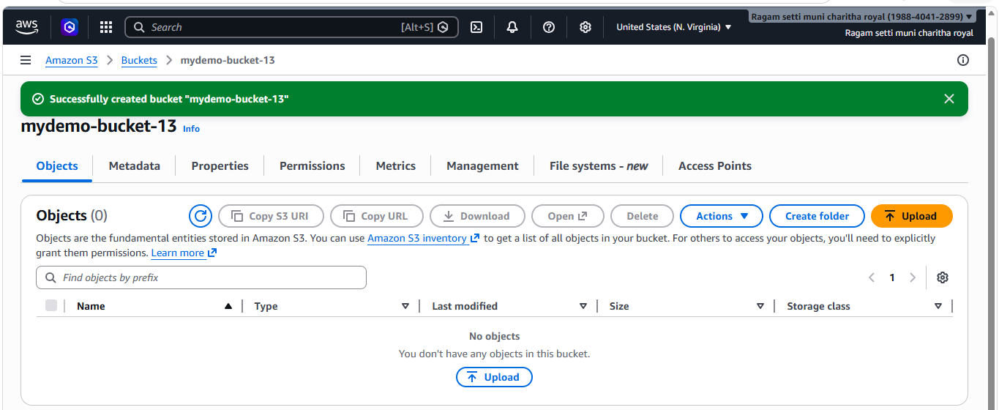 aws
Search [Alt+S]
United States (N. Virginia)
Ragam setti muni charitha royal (1988-4041-2899)
Ragam setti muni charitha royal
Amazon S3 > Buckets > mydemo-bucket-13
Successfully created bucket "mydemo-bucket-13"
mydemo-bucket-13 Info
Objects Metadata Properties Permissions Metrics Management File systems - new Access Points
Objects (0) Copy S3 URI Copy URL Download Open Delete Actions Create folder Upload
Objects are the fundamental entities stored in Amazon S3. You can use Amazon S3 inventory to get a list of all objects in your bucket. For others to access your objects, you'll need to explicitly
grant them permissions. Learn more
Find objects by prefix 1
Name Type Last modified Size Storage class
No objects
You don't have any objects in this bucket.
Upload